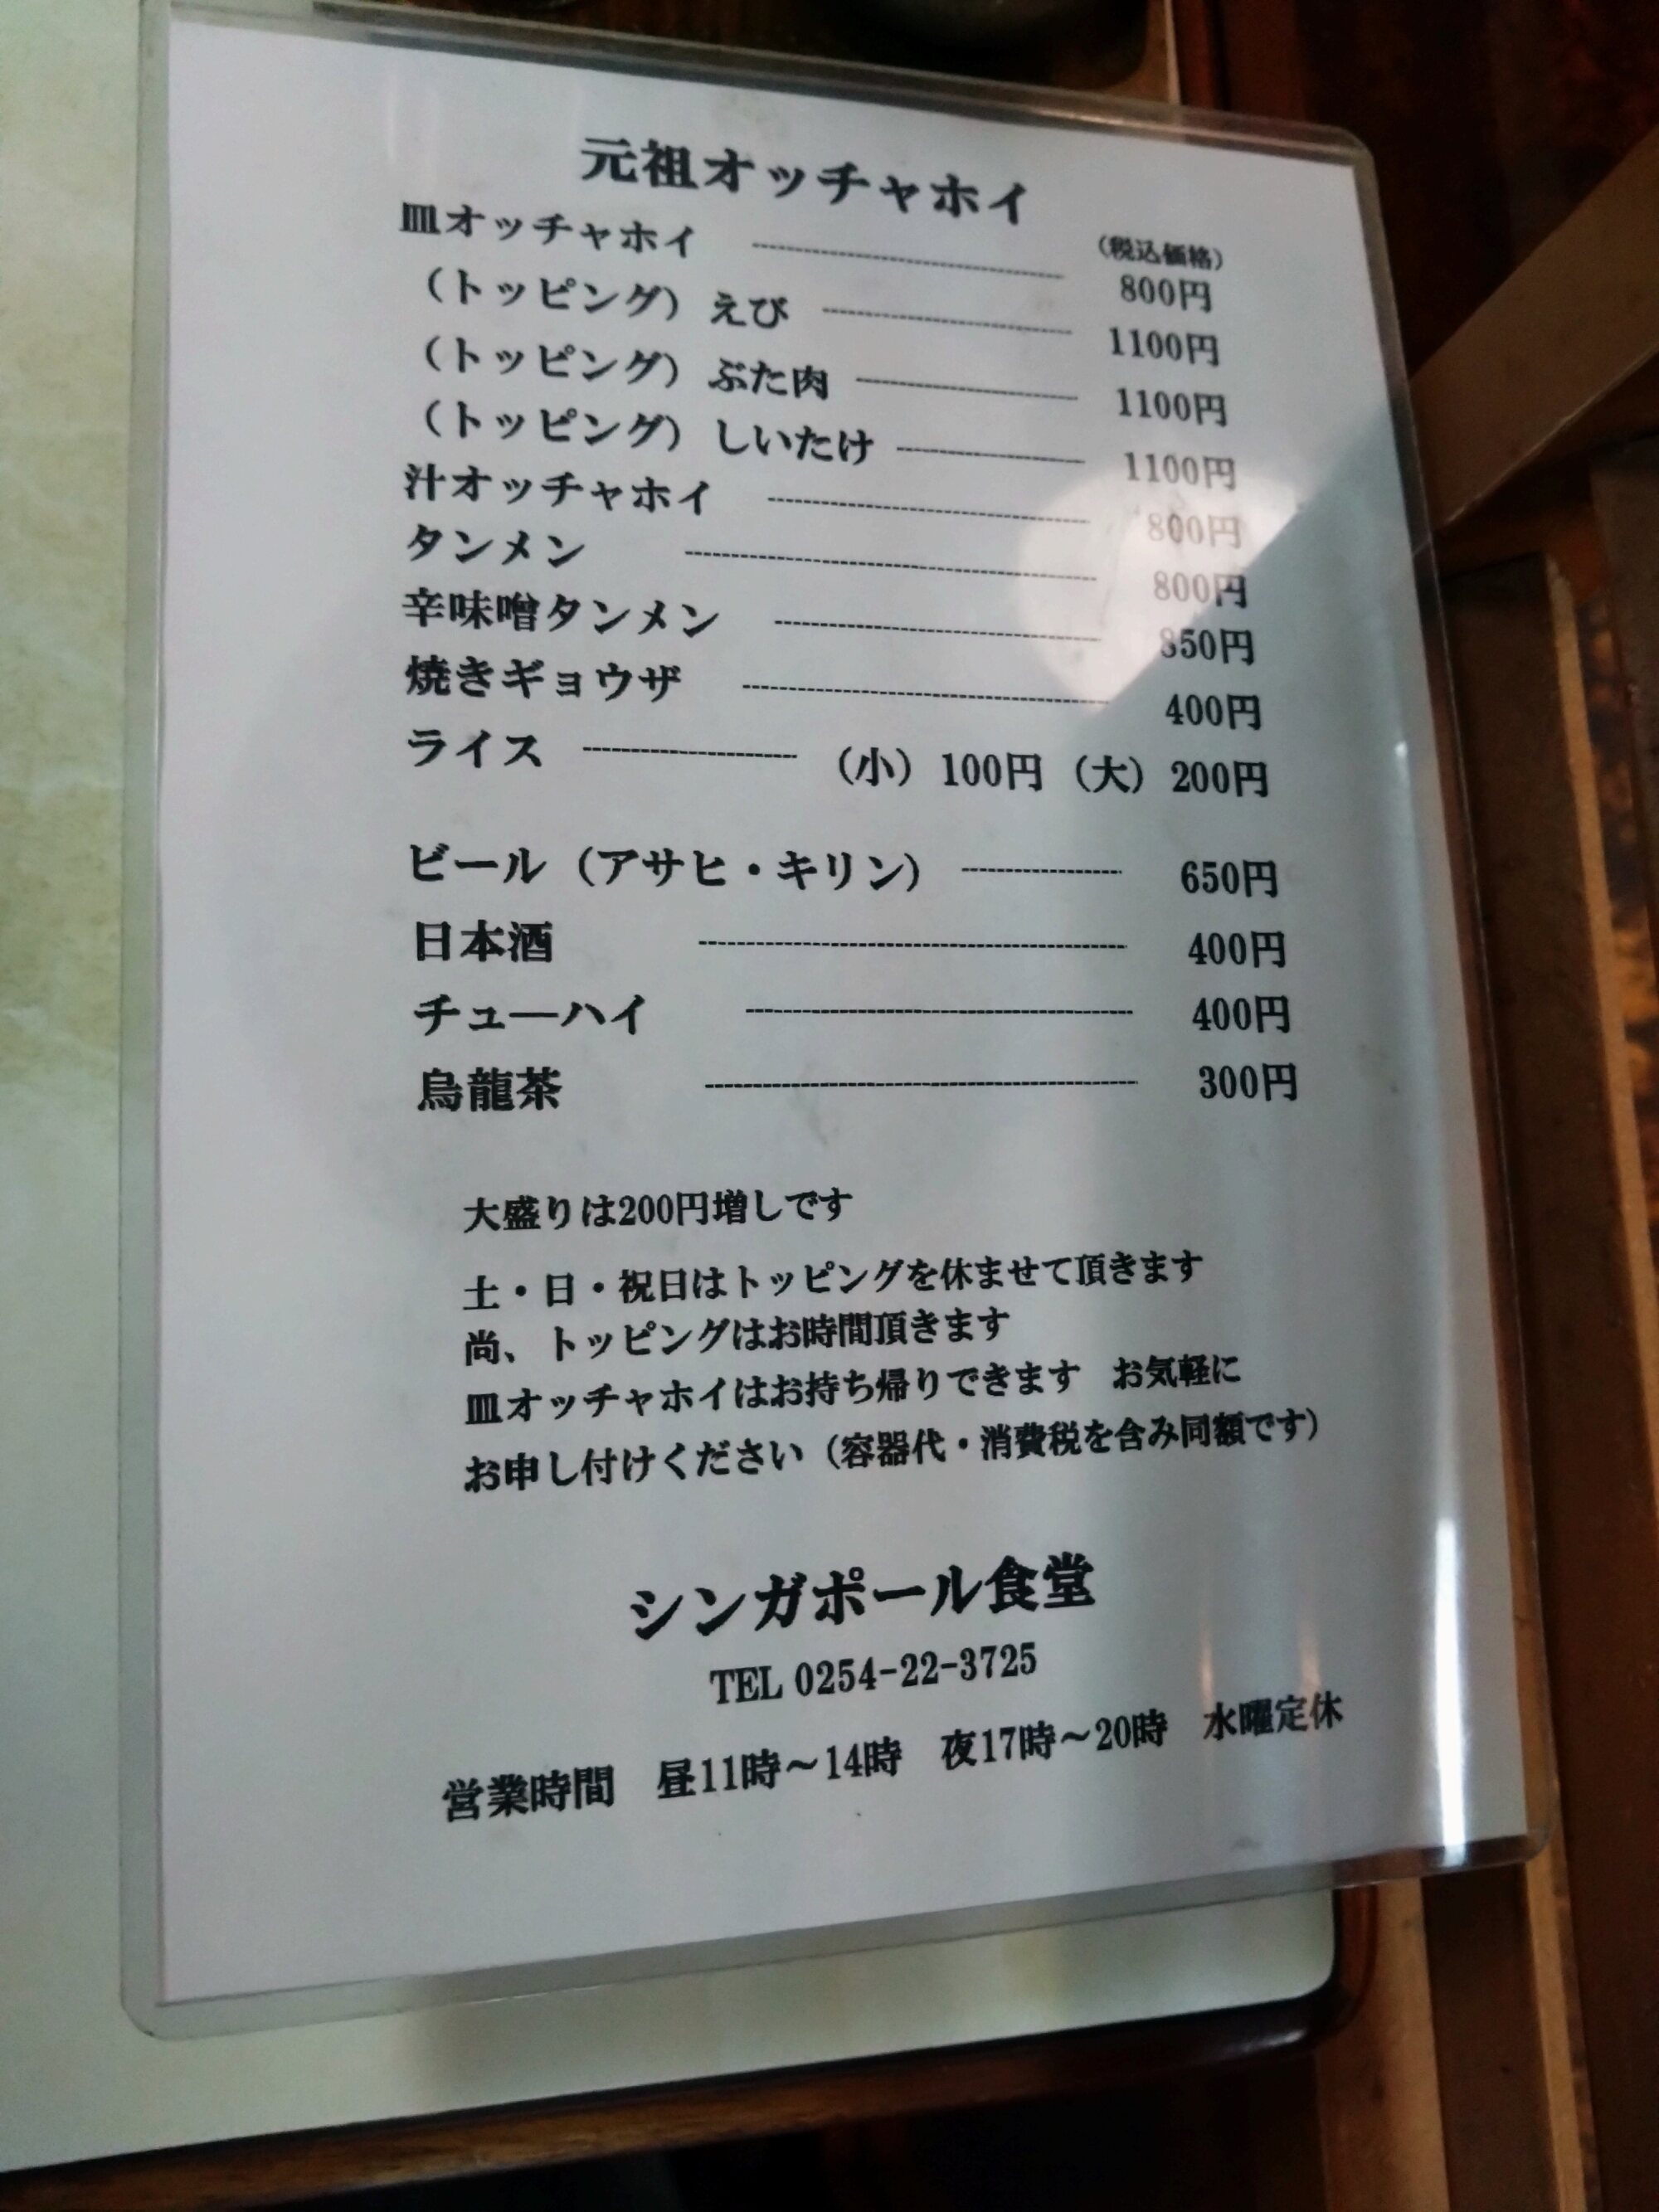 元祖オッチャホイ
(税込価格)
皿オッチャホイ 800円
(トッピング) えび 1100円
(トッピング) ぶた肉 1100円
(トッピング) しいたけ 1100円
汁オッチャホイ 800円
タンメン 800円
辛味噌タンメン 850円
焼きギョウザ 400円
ライス (小) 100円 (大) 200円
ビール (アサヒ・キリン) 650円
日本酒 400円
チューハイ 400円
烏龍茶 300円
大盛りは200円増しです
土・日・祝日はトッピングを休ませて頂きます
尚、トッピングはお時間頂きます
皿オッチャホイはお持ち帰りできます お気軽に
お申し付けください (容器代・消費税を含み同額です)
シンガポール食堂
TEL 0254-22-3725
営業時間 昼11時～14時 夜17時～20時 水曜定休